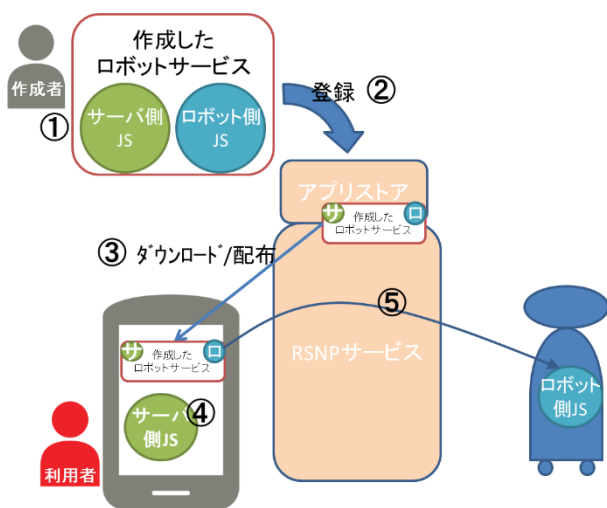 作成した
ロボットサービス
作成者
①
サーバ側
JS
ロボット側
JS
登録 ②
アプリストア
サ
ロ
作成した
ロボットサービス
③ ダウンロード/配布
⑤
サ
ロ
作成した
ロボットサービス
RSNPサービス
サーバ
側JS
④
ロボット
側JS
利用者